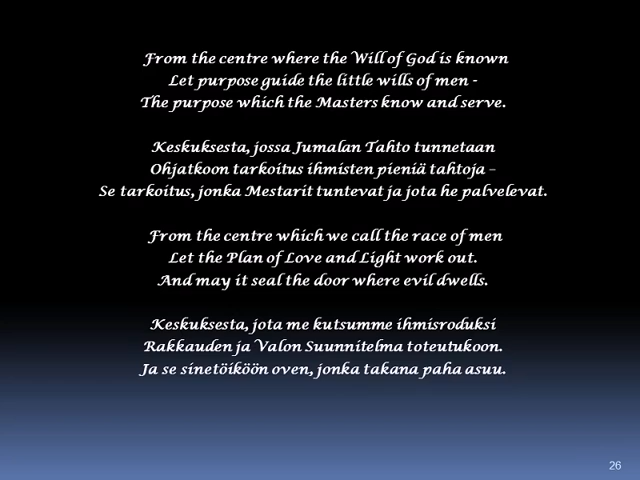 From the centre where the Will of God is known
Let purpose guide the little wills of men -
The purpose which the Masters know and serve.
Keskuksesta, jossa Jumalan Tahto tunnetaan
Ohjatkoon tarkoitus ihmisten pieniä tahtoja –
Se tarkoitus, jonka Mestarit tuntevat ja jota he palvelevat.
From the centre which we call the race of men
Let the Plan of Love and Light work out.
And may it seal the door where evil dwells.
Keskuksesta, jota me kutsumme ihmisroduksi
Rakkauden ja Valon Suunnitelma toteutukoon.
Ja se sinetöiköön oven, jonka takana paha asuu.
26